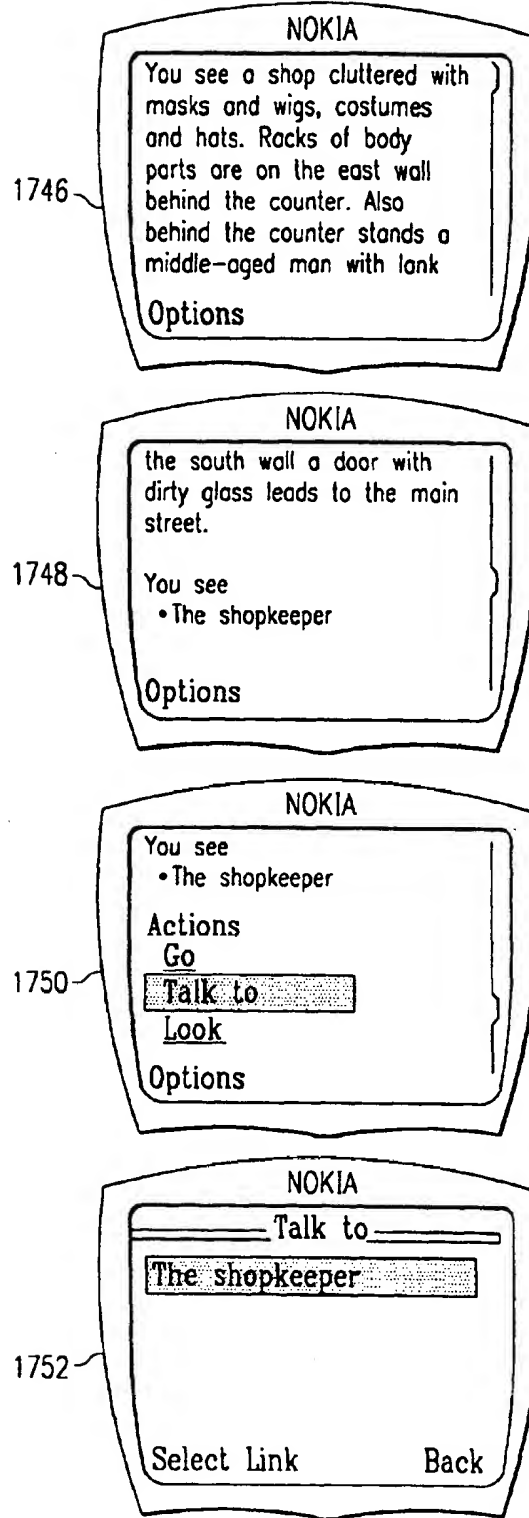 NOKIA
You see a shop cluttered with
masks and wigs, costumes
and hats. Racks of body
parts are on the east wall
behind the counter. Also
behind the counter stands a
middle-aged man with lank
Options
1746
NOKIA
the south wall a door with
dirty glass leads to the main
street.
You see
•The shopkeeper
Options
1748
NOKIA
You see
•The shopkeeper
Actions
Go
Talk to
Look
Options
1750
NOKIA
Talk to
The shopkeeper
Select Link Back
1752